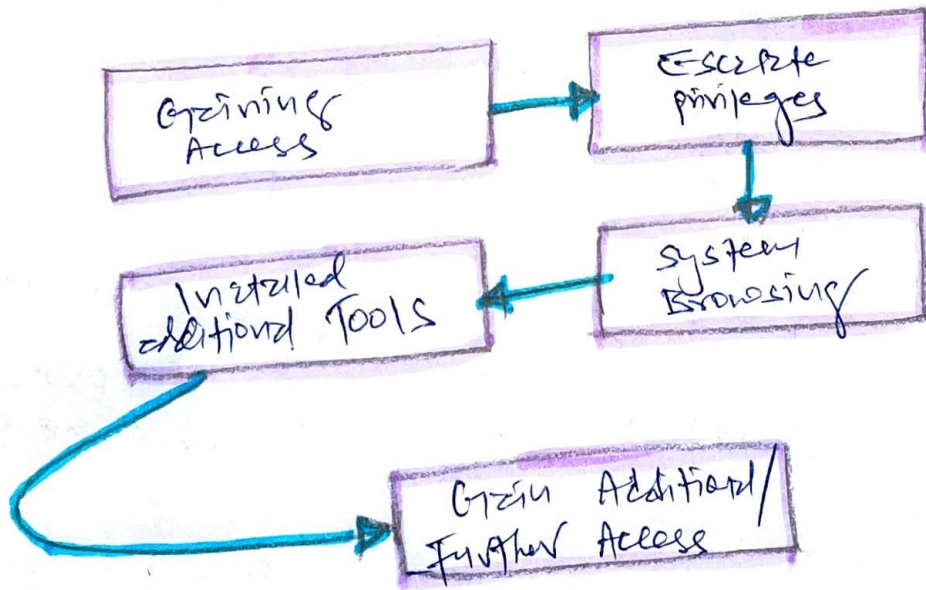 Gaining
Access
Escalate
privileges
System
Browsing
Installed
additional Tools
Gain Additional/
Further Access